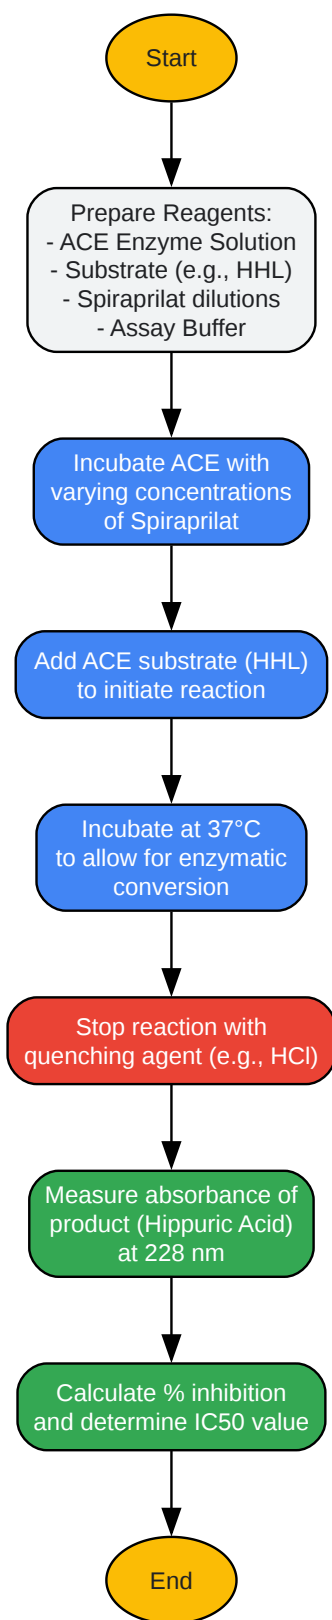 Start
Prepare Reagents:
- ACE Enzyme Solution
- Substrate (e.g., HHL)
- Spiraprilat dilutions
- Assay Buffer
Incubate ACE with
varying concentrations
of Spiraprilat
Add ACE substrate (HHL)
to initiate reaction
Incubate at 37°C
to allow for enzymatic
conversion
Stop reaction with
quenching agent (e.g., HCl)
Measure absorbance of
product (Hippuric Acid)
at 228 nm
Calculate % inhibition
and determine IC50 value
End